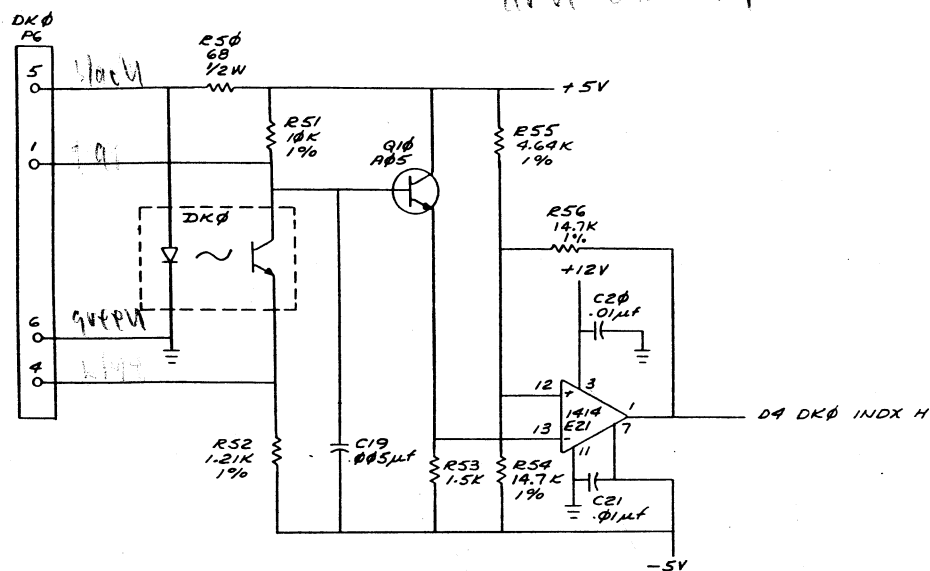 DKØ
P6
5
black
R5Ø
68
1/2W
+5V
R51
1ØK
1%
Q1Ø
AØ5
R55
4.64K
1%
1
DKØ
R56
14.7K
1%
+12V
C2Ø
.01µf
6
green
4
12
+
3
1414
E21
1
7
D4 DKØ INDX H
13
-
11
R52
1.21K
1%
C19
.ØØ5µf
R53
1.5K
R54
14.7K
1%
C21
.Ø1µf
-5V